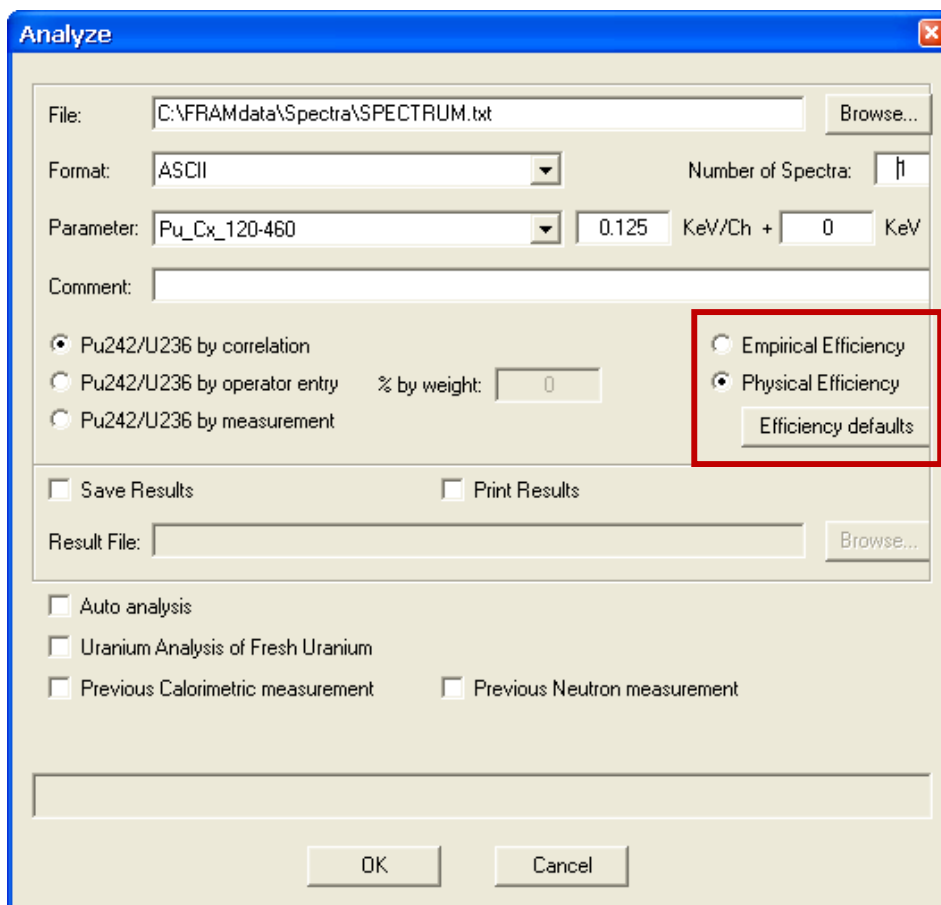 Analyze
File: C:\FRAMdata\Spectra\SPECTRUM.txt Browse...
Format: ASCII Number of Spectra: 1
Parameter: Pu_Cx_120-460 0.125 KeV/Ch + 0 KeV
Comment:
Pu242/U236 by correlation Empirical Efficiency
Pu242/U236 by operator entry % by weight: 0 Physical Efficiency
Pu242/U236 by measurement Efficiency defaults
Save Results Print Results
Result File: Browse...
Auto analysis
Uranium Analysis of Fresh Uranium
Previous Calorimetric measurement Previous Neutron measurement
OK Cancel